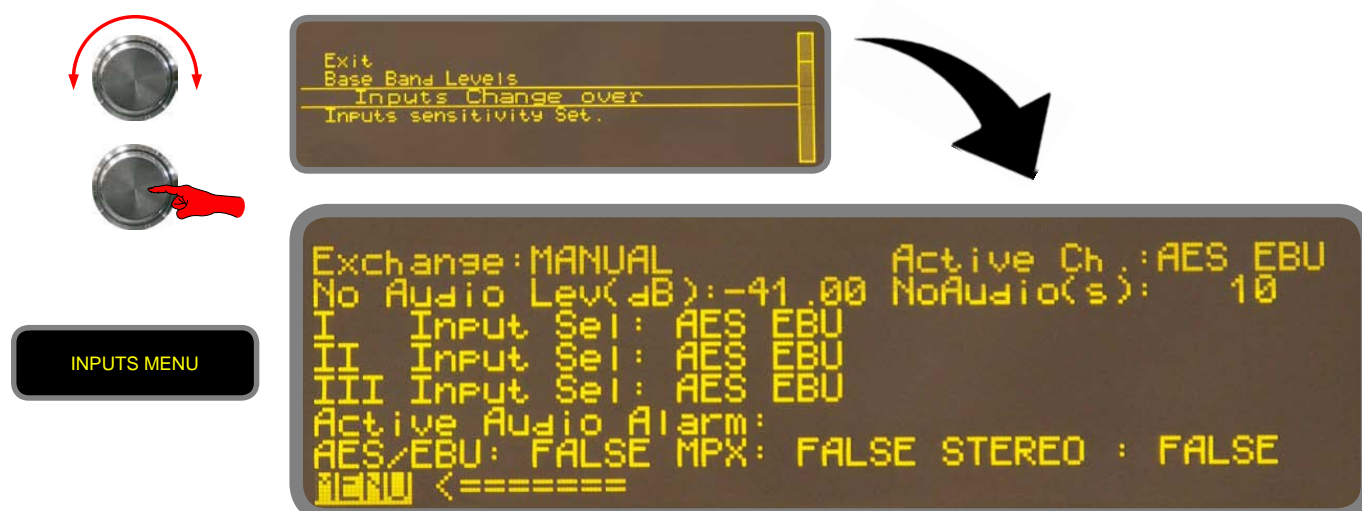 Exit
Base Band Levels
Inputs Change over
Inputs sensitivity Set.
Exchange:MANUAL Active Ch.:AES EBU
No Audio Lev(dB):-41.00 NoAudio(s): 10
I Input Sel: AES EBU
II Input Sel: AES EBU
III Input Sel: AES EBU
INPUTS MENU
Active Audio Alarm:
AES/EBU: FALSE MPX: FALSE STEREO : FALSE
MENU <=======